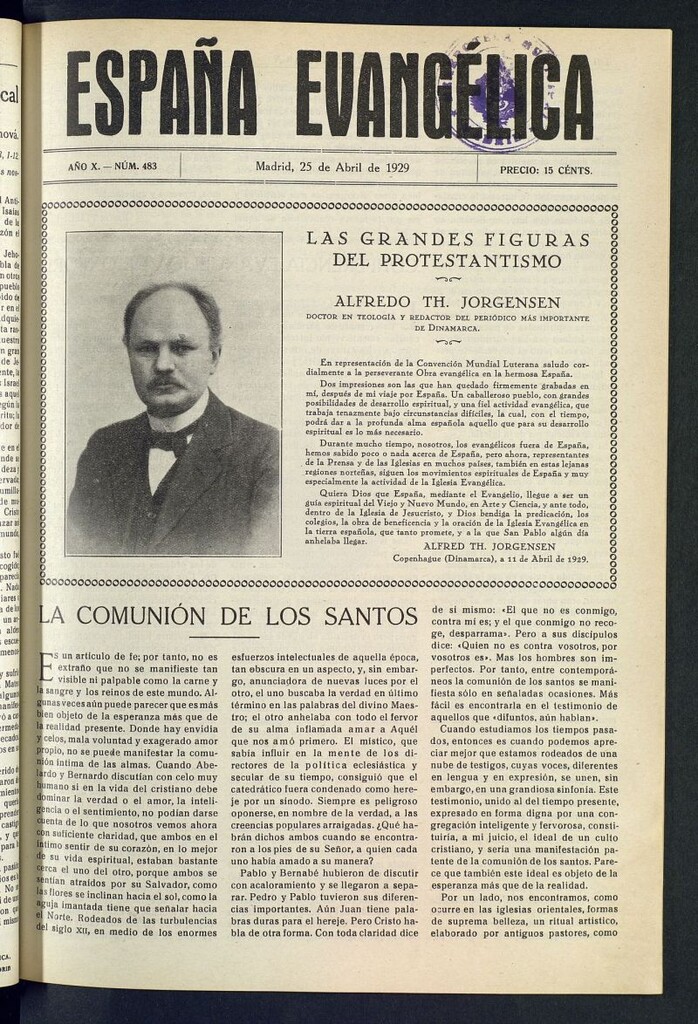 ESPAÑA EVANGÉLICA
AÑO X. — NÚM. 483
Madrid, 25 de Abril de 1929
PRECIO: 15 CÉNTS.
LAS GRANDES FIGURAS
DEL PROTESTANTISMO
ALFREDO TH. JORGENSEN
DOCTOR EN TEOLOGÍA Y REDACTOR DEL PERIÓDICO MÁS IMPORTANTE
DE DINAMARCA.
En representación de la Convención Mundial Luterana saludo cor-
dialmente a la perseverante Obra evangélica en la hermosa España.
Dos impresiones son las que han quedado firmemente grabadas en
mí, después de mi viaje por España. Un caballeroso pueblo, con grandes
posibilidades de desarrollo espiritual, y una fiel actividad evangélica, que
trabaja tenazmente bajo circunstancias difíciles, la cual, con el tiempo,
podrá dar a la profunda alma española aquello que para su desarrollo
espiritual es lo más necesario.
Durante mucho tiempo, nosotros, los evangélicos fuera de España,
hemos sabido poco o nada acerca de España, pero ahora, representantes
de la Prensa y de las Iglesias en muchos países, también en estas lejanas
regiones norteñas, siguen los movimientos espirituales de España y muy
especialmente la actividad de la Iglesia Evangélica.
Quiera Dios que España, mediante el Evangelio, llegue a ser un
guía espiritual del Viejo y Nuevo Mundo, en Arte y Ciencia, y ante todo,
dentro de la Iglesia de Jesucristo, y Dios bendiga la predicación, los
colegios, la obra de beneficencia y la oración de la Iglesia Evangélica en
la tierra española, que tanto promete, y a la que San Pablo algún día
anhelaba llegar.
ALFRED TH. JORGENSEN
Copenhague (Dinamarca), a 11 de Abril de 1929.
LA COMUNIÓN DE LOS SANTOS
Es un artículo de fe; por tanto, no es
extraño que no se manifieste tan
visible ni palpable como la carne y
la sangre y los reinos de este mundo. Al-
gunas veces aún puede parecer que es más
bien objeto de la esperanza más que de
la realidad presente. Donde hay envidia
y celos, mala voluntad y exagerado amor
propio, no se puede manifestar la comu-
nión íntima de las almas. Cuando Abe-
lardo y Bernardo discutían con celo muy
humano si en la vida del cristiano debe
dominar la verdad o el amor, la inteli-
gencia o el sentimiento, no podían darse
cuenta de lo que nosotros vemos ahora
con suficiente claridad, que ambos en el
íntimo sentir de su corazón, en lo mejor
de su vida espiritual, estaban bastante
cerca el uno del otro, porque ambos se
sentían atraídos por su Salvador, como
las flores se inclinan hacia el sol, como la
aguja imantada tiene que señalar hacia
el Norte. Rodeados de las turbulencias
del siglo XII, en medio de los enormes
esfuerzos intelectuales de aquella época,
tan obscura en un aspecto, y, sin embar-
go, anunciadora de nuevas luces por el
otro, el uno buscaba la verdad en último
término en las palabras del divino Maes-
tro; el otro anhelaba con todo el fervor
de su alma inflamada amar a Aquél
que nos amó primero. El místico, que
sabía influir en la mente de los di-
rectores de la política eclesiástica y
secular de su tiempo, consiguió que el
catedrático fuera condenado como here-
je por un sínodo. Siempre es peligroso
oponerse, en nombre de la verdad, a las
creencias populares arraigadas. ¿Qué ha-
brán dichos ambos cuando se encontra-
ron a los pies de su Señor, a quien cada
uno había amado a su manera?
Pablo y Bernabé hubieron de discutir
con acaloramiento y se llegaron a sepa-
rar. Pedro y Pablo tuvieron sus diferen-
cias importantes. Aún Juan tiene pala-
bras duras para el hereje. Pero Cristo ha-
bla de otra forma. Con toda claridad dice
de si mismo: «El que no es conmigo,
contra mi es; y el que conmigo no reco-
ge, desparrama». Pero a sus discípulos
dice: «Quien no es contra vosotros, por
vosotros es». Mas los hombres son im-
perfectos. Por tanto, entre contemporá-
neos la comunión de los santos se mani-
fiesta sólo en señaladas ocasiones. Más
fácil es encontrarla en el testimonio de
aquellos que «difuntos, aún hablan».
Cuando estudiamos los tiempos pasa-
dos, entonces es cuando podemos apre-
ciar mejor que estamos rodeados de una
nube de testigos, cuyas voces, diferentes
en lengua y en expresión, se unen, sin
embargo, en una grandiosa sinfonía. Este
testimonio, unido al del tiempo presente,
expresado en forma digna por una con-
gregación inteligente y fervorosa, consti-
tuiría, a mi juicio, el ideal de un culto
cristiano, y sería una manifestación pa-
tente de la comunión de los santos. Pare-
ce que también este ideal es objeto de la
esperanza más que de la realidad.
Por un lado, nos encontramos, como
ocurre en las iglesias orientales, formas
de suprema belleza, un ritual artístico,
elaborado por antiguos pastores, como